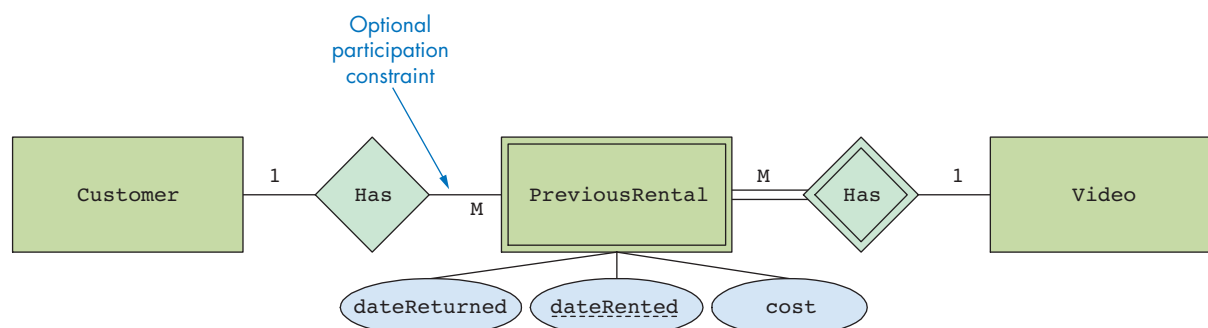 Optional
participation
constraint
Customer
1
Has
M
PreviousRental
M
Has
1
Video
dateReturned
dateRented
cost